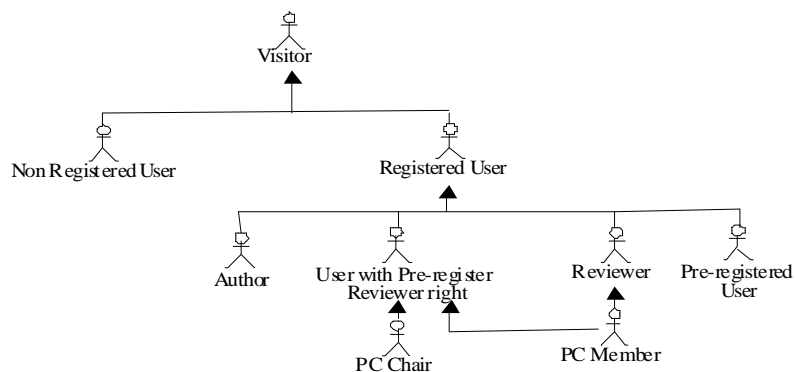 Visitor
Non Registered User
Registered User
Author
User with Pre-register
Reviewer right
Reviewer
Pre-registered
User
PC Chair
PC Member